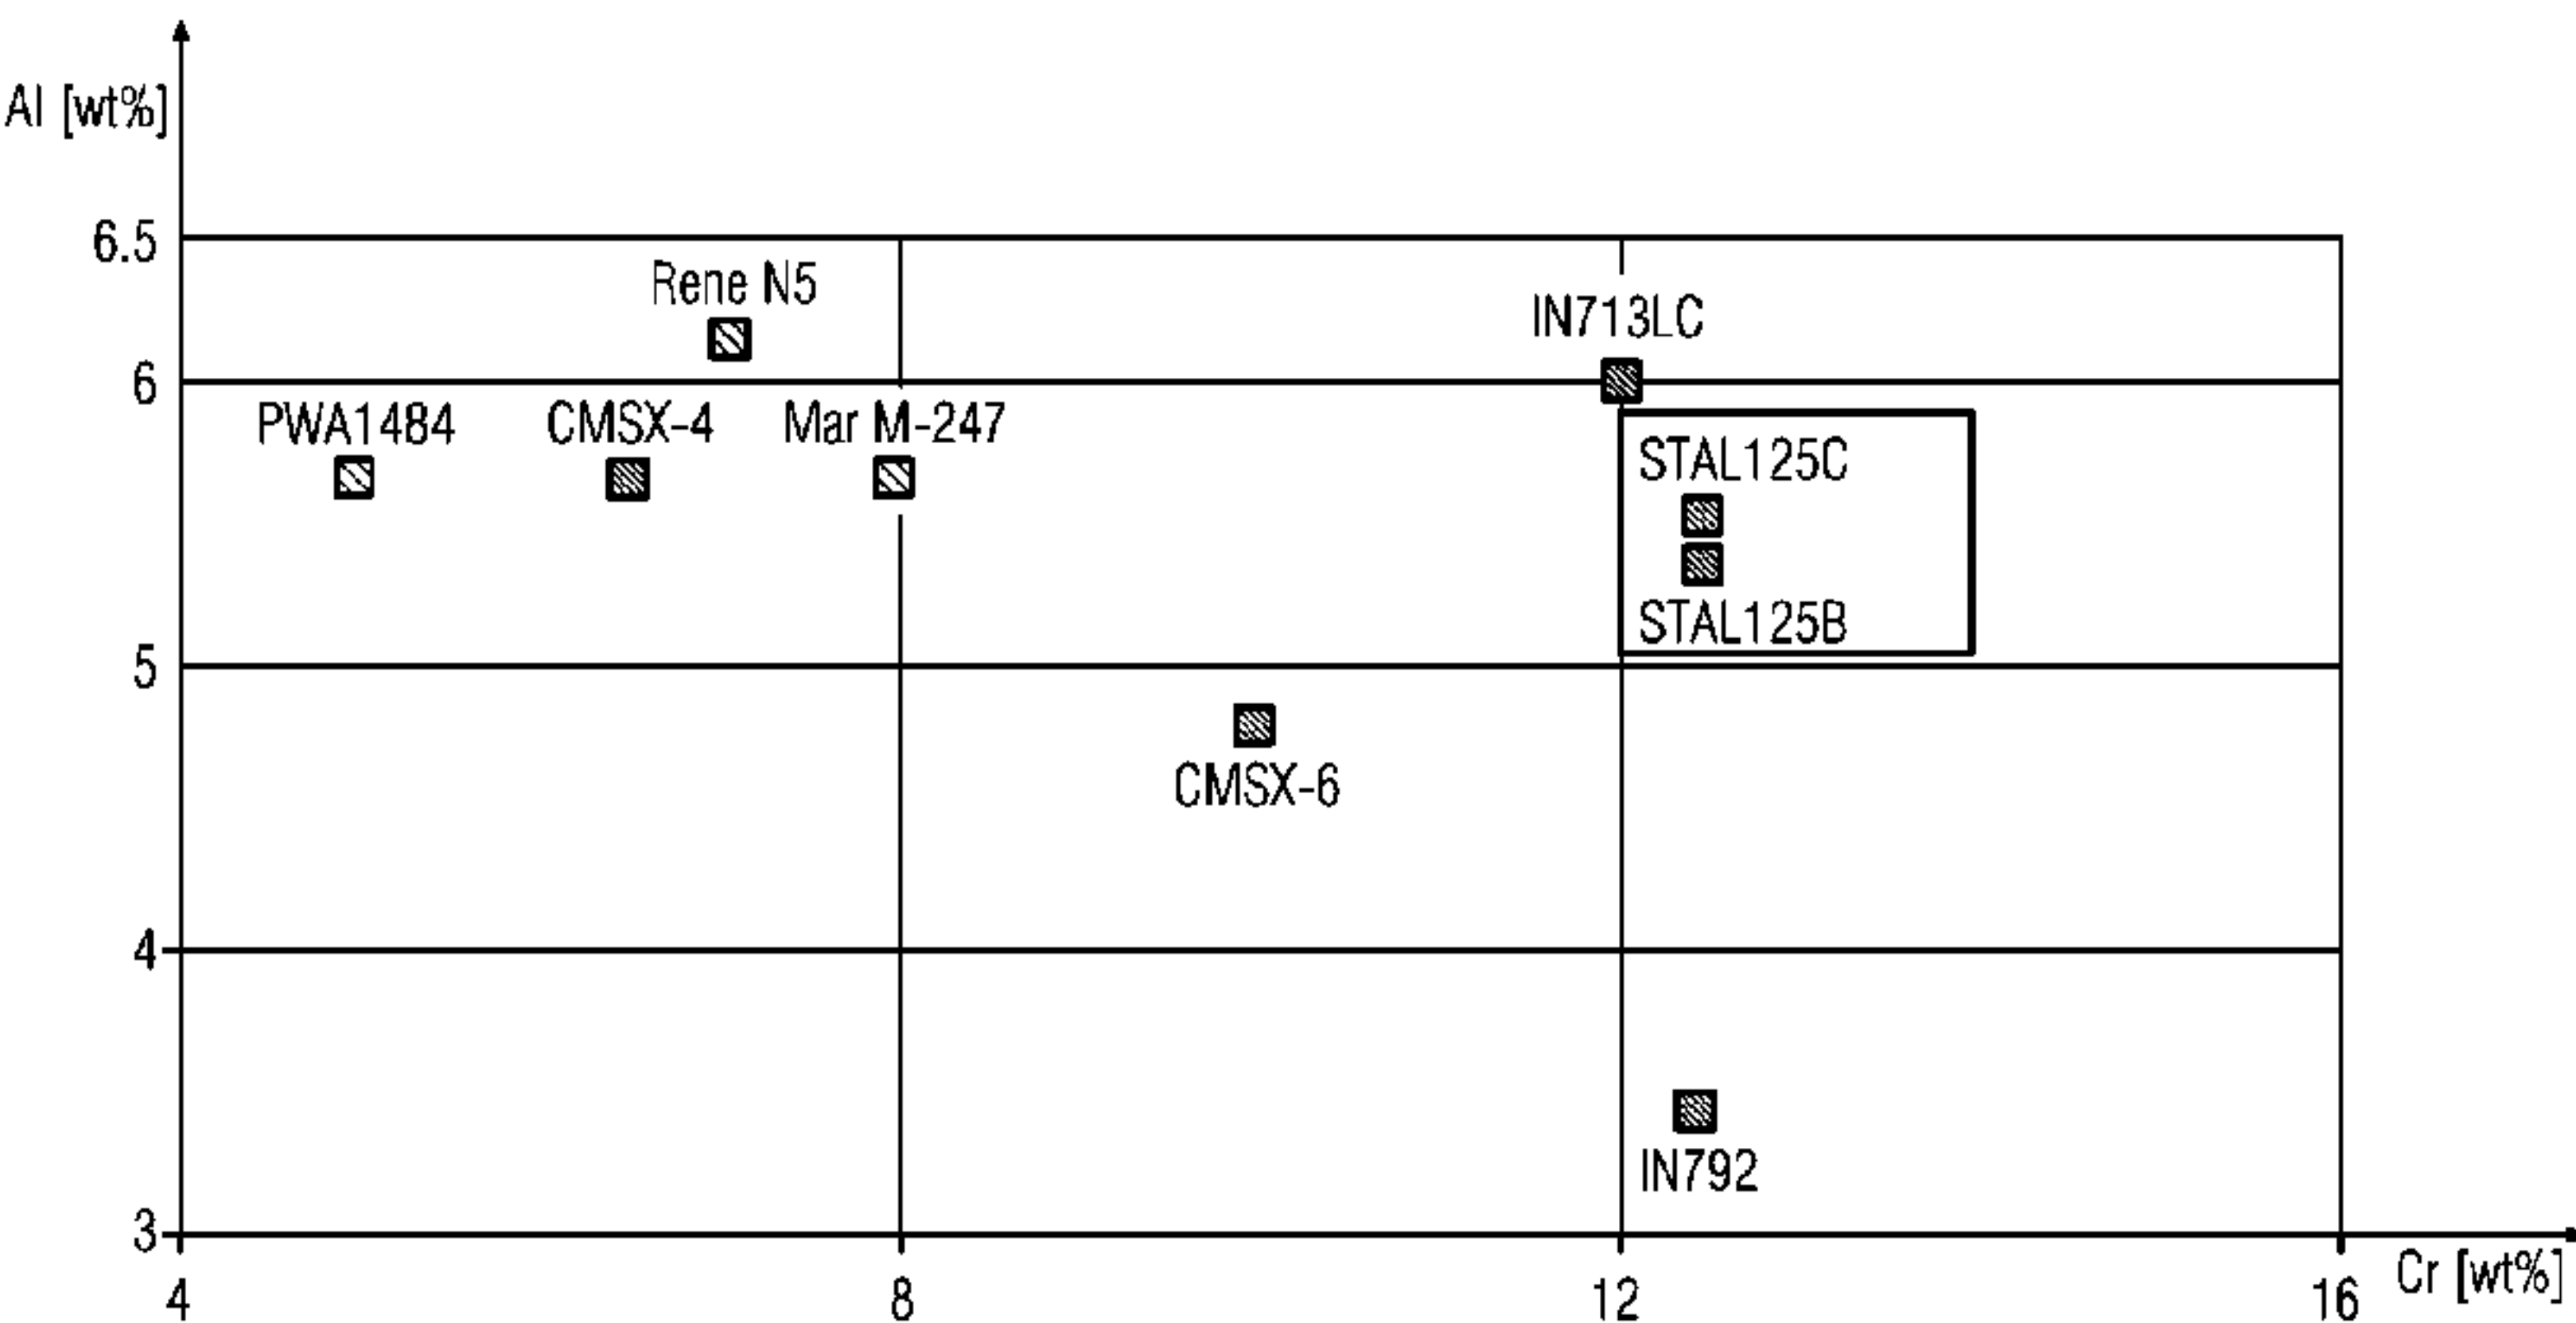 Al [wt%]
6.5
Rene N5
IN713LC
6
PWA1484
CMSX-4
Mar M-247
STAL125C
STAL125B
5
CMSX-6
4
IN792
3
4
8
12
16
Cr [wt%]